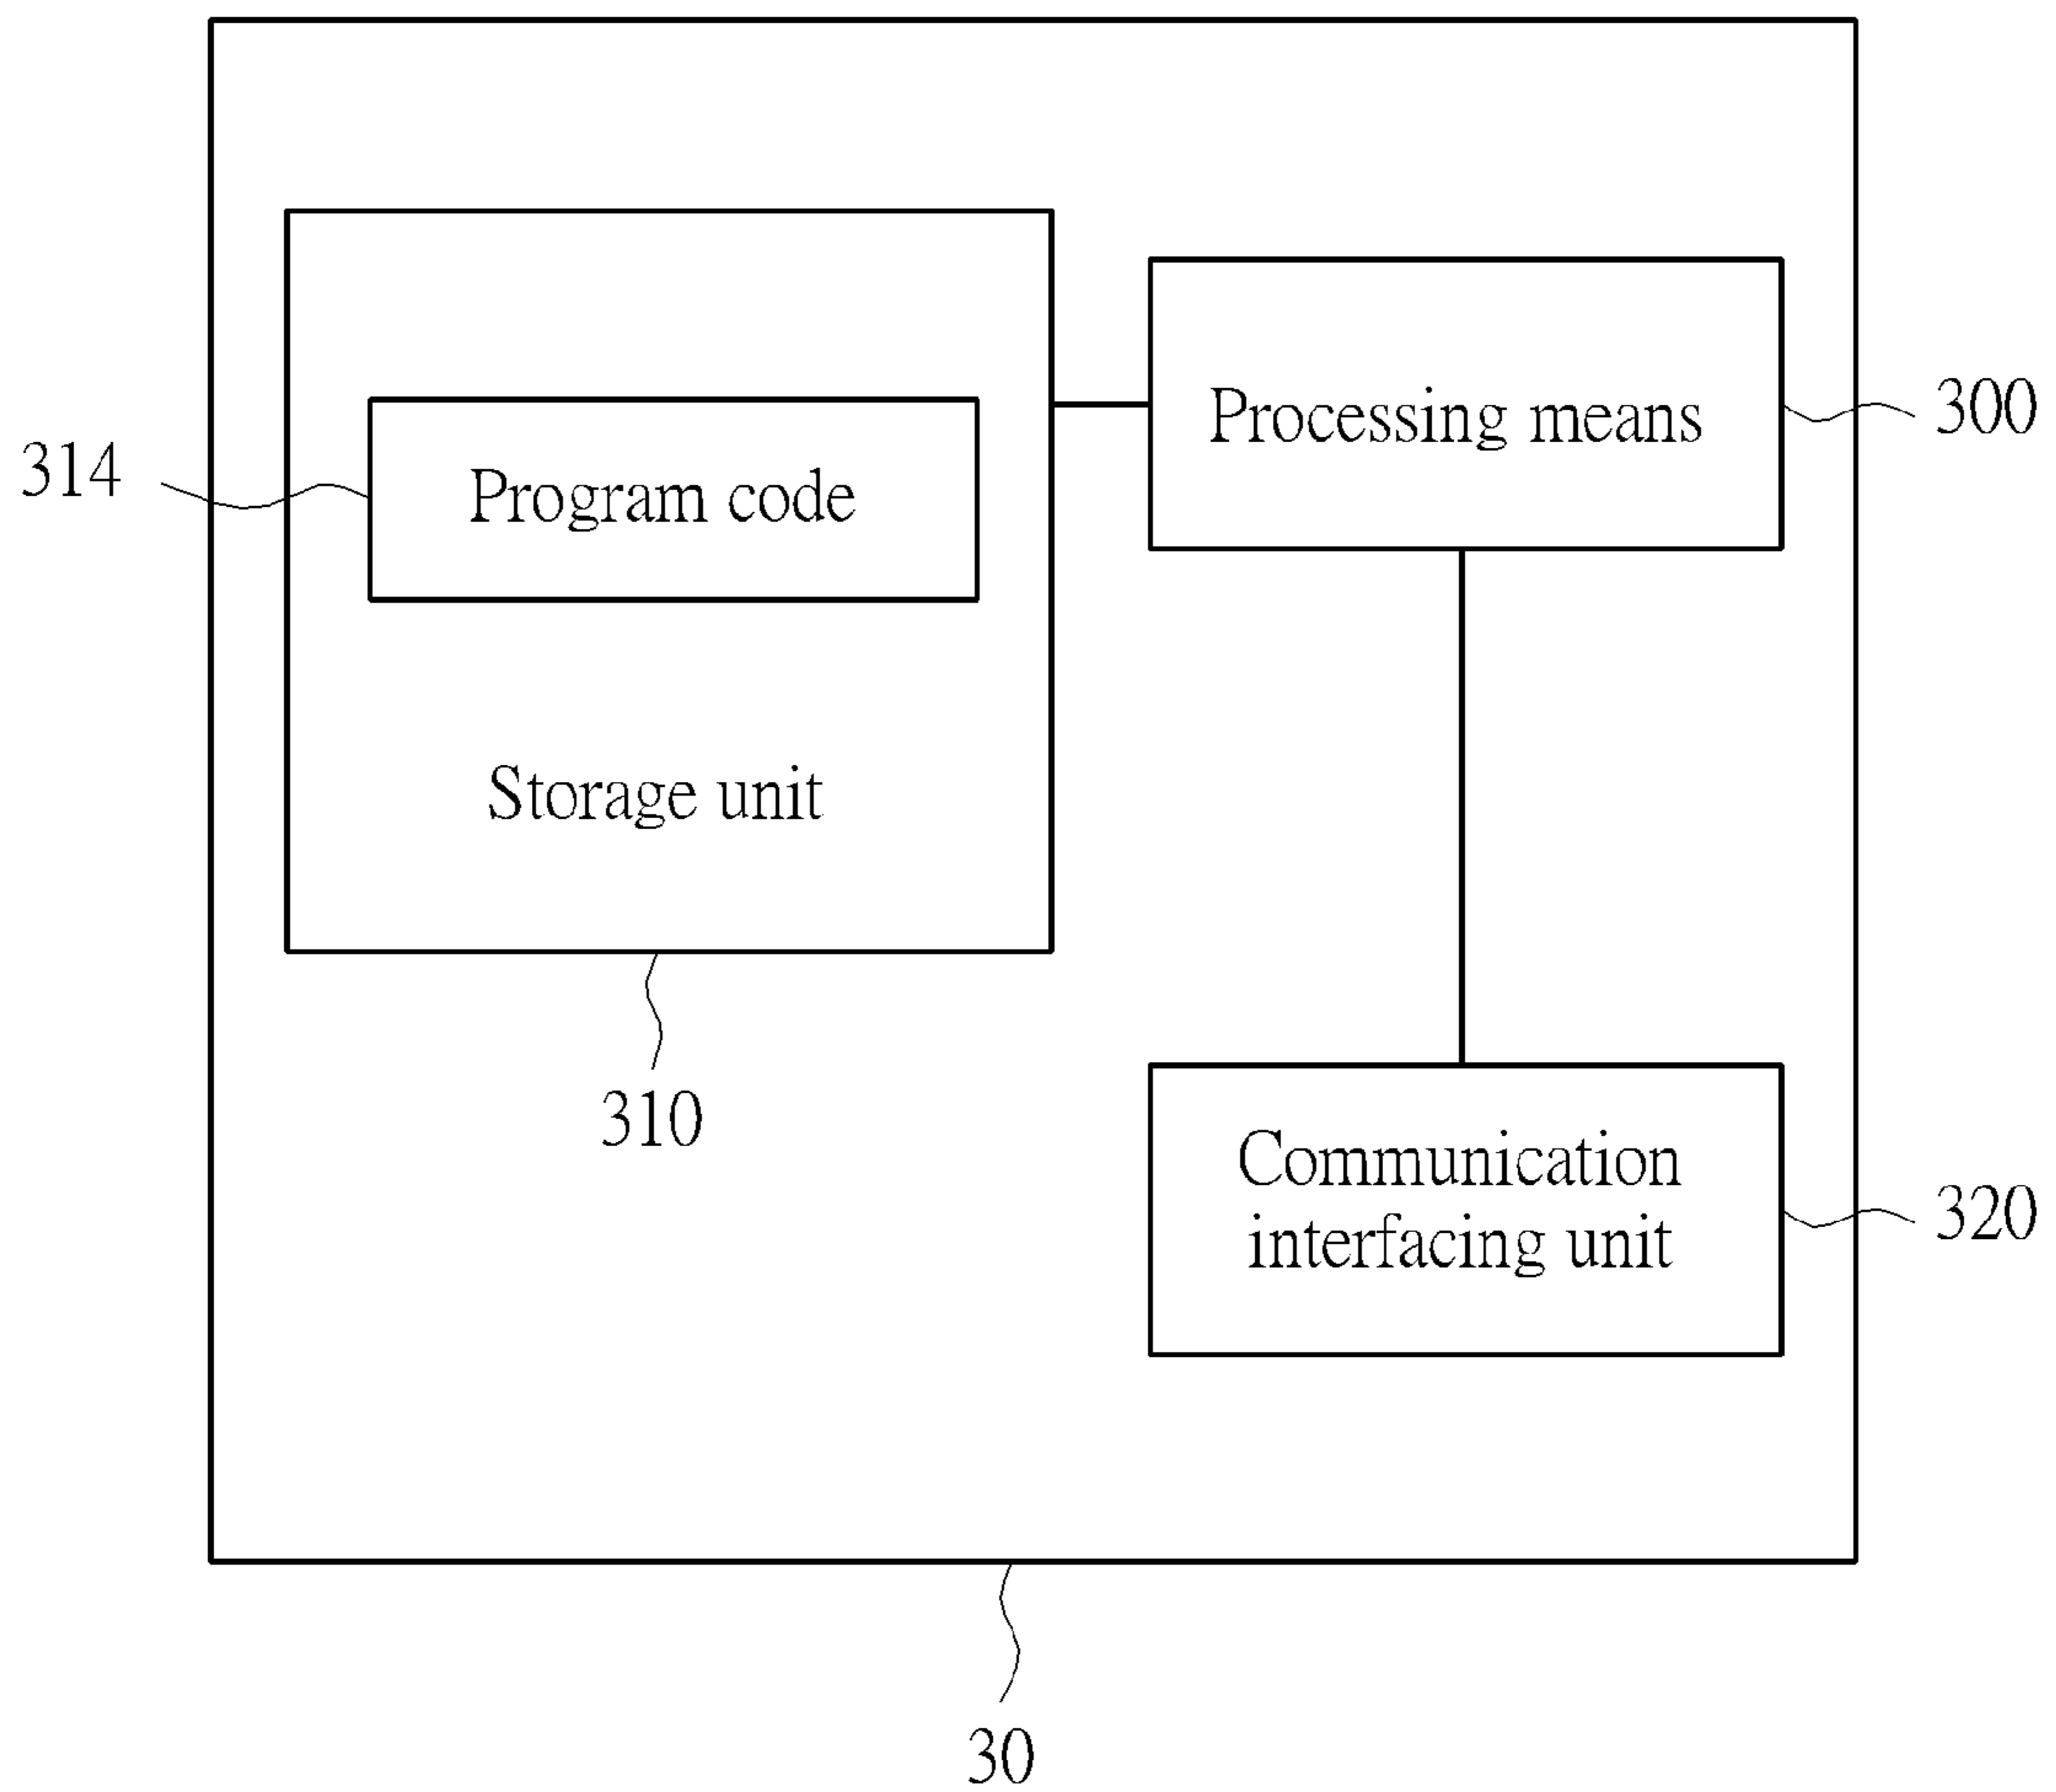 Processing means
300
314
Program code
Storage unit
310
Communication
interfacing unit
320
30